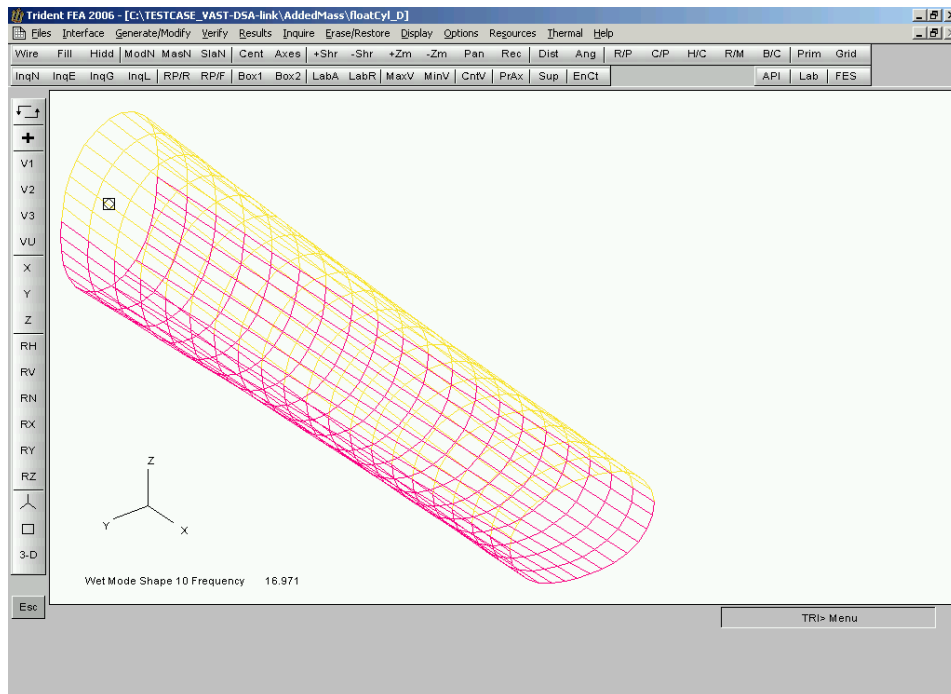 Trident FEA 2006 - [C:\TESTCASE_VAST-DSA-link\AddedMass\floatCyl_D]
Files Interface Generate/Modify Verify Results Inquire Erase/Restore Display Options Resources Thermal Help
Wire Fill Hidd ModN MasN SlaN Cent Axes +Shr -Shr +Zm -Zm Pan Rec Dist Ang R/P C/P H/C R/M B/C Prim Grid
InqN InqE InqG InqL RP/R RP/F Box1 Box2 LabA LabR MaxV MinV CntV PrAx Sup EnCt API Lab FES
V1
V2
V3
VU
X
Y
Z
RH
RV
RN
RX
RY
RZ
3-D
Esc
Z
Y
X
Wet Mode Shape 10 Frequency 16.971
TRI> Menu